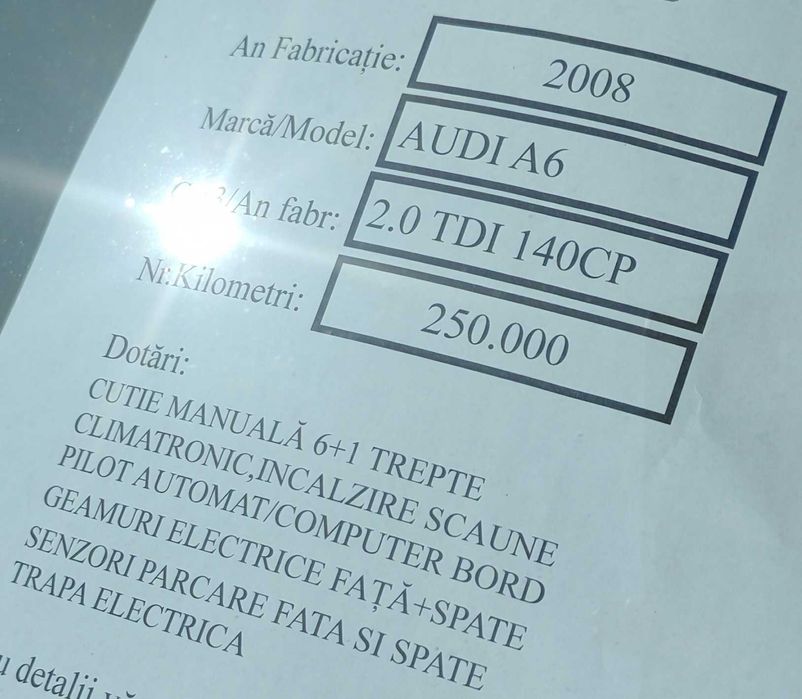 An Fabricație: 2008
Marcă/Model: AUDI A6
fabr: 2.0 TDI 140CP
Nr.Kilometri: 250.000
Dotări:
CUTIE MANUALĂ 6+1 TREPTE
CLIMATRONIC,INCALZIRE SCAUNE
PILOT AUTOMAT/COMPUTER BORD
GEAMURI ELECTRICE FAȚĂ+SPATE
SENZORI PARCARE FATA SI SPATE
TRAPA ELECTRICA
detalii